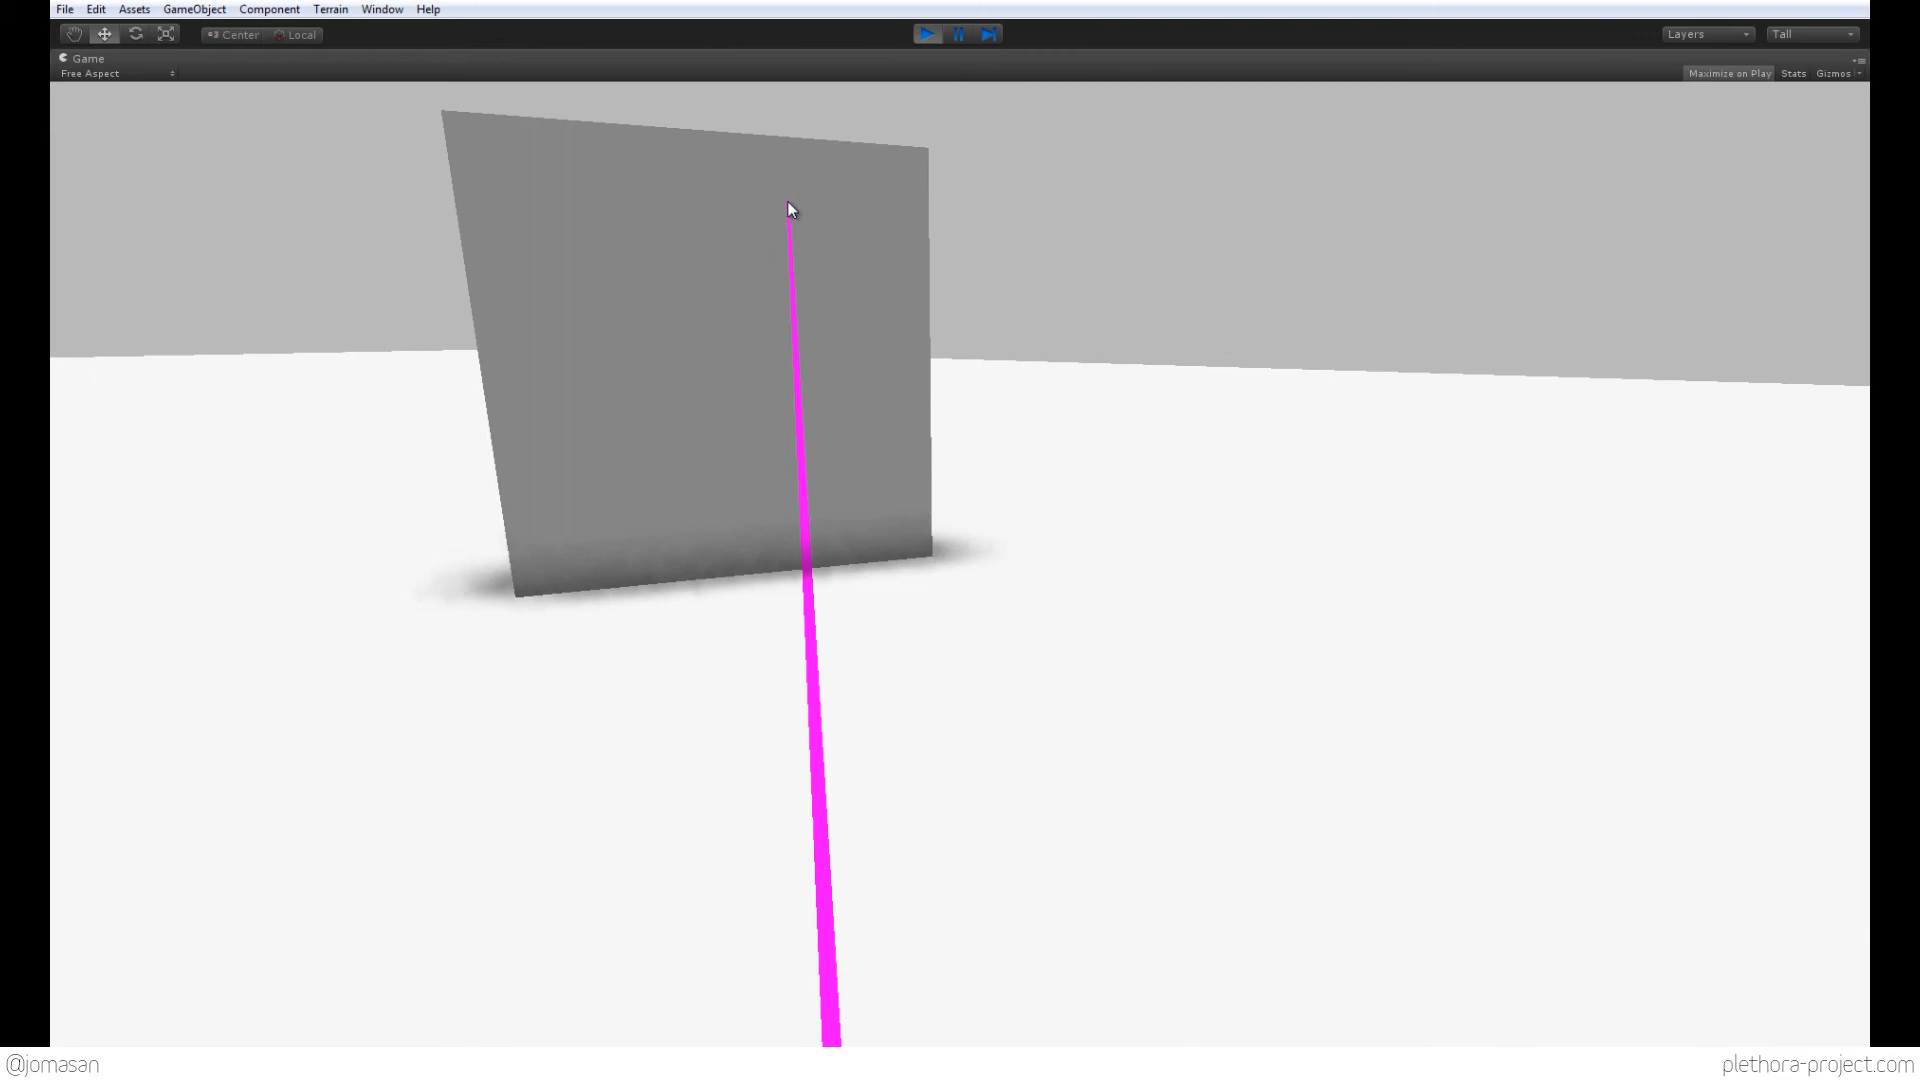 File Edit Assets GameObject Component Terrain Window Help
Center Local Layers Tall
Game
Free Aspect Maximize on Play Stats Gizmos
@jomasan plethora-project.com